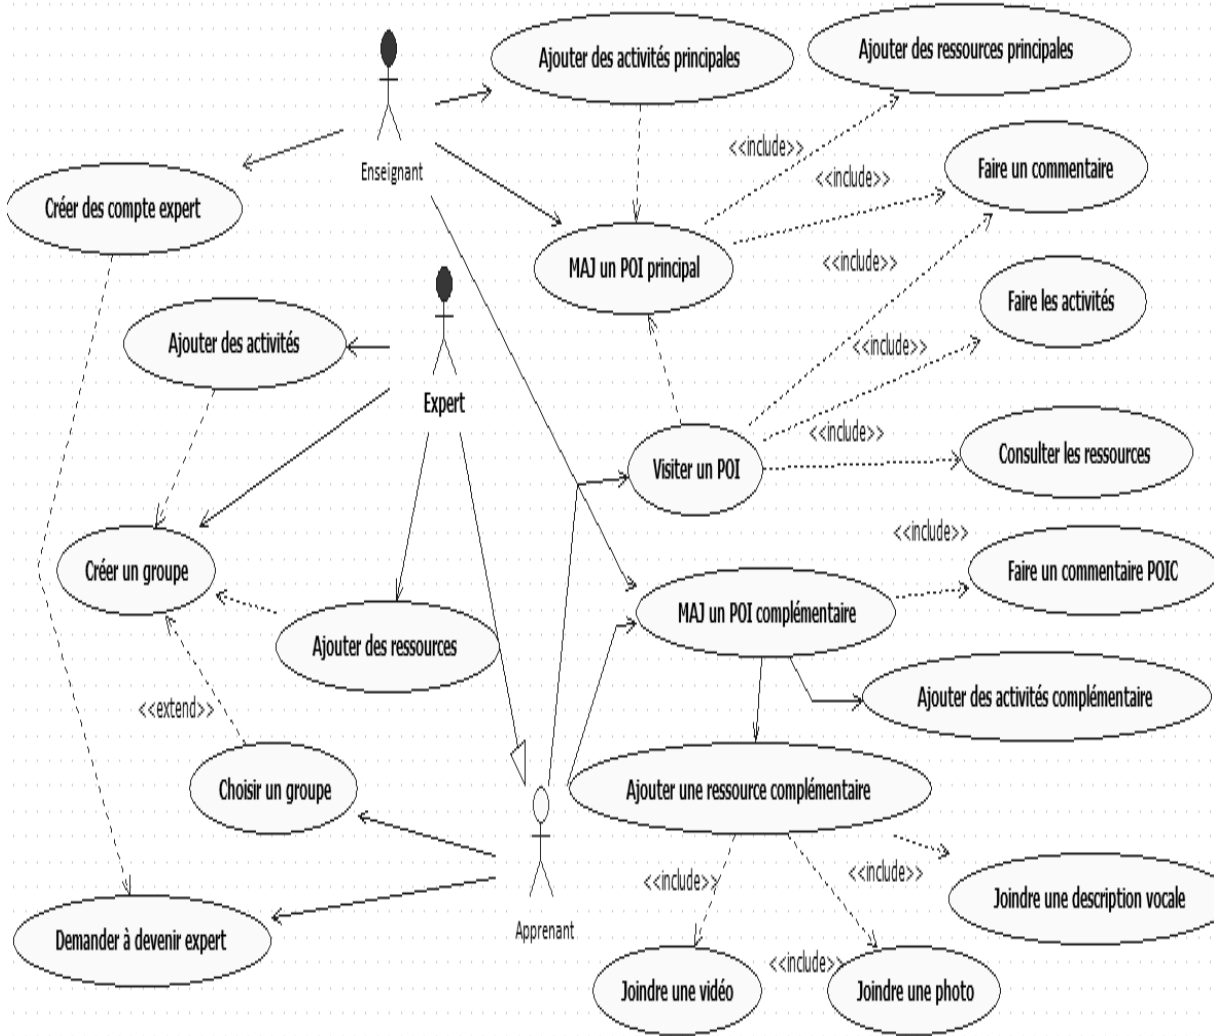 Ajouter des activités principales
Ajouter des ressources principales
<<include>>
Faire un commentaire
Enseignant
<<include>>
Créer des compte expert
MAJ un POI principal
<<include>>
Faire les activités
Ajouter des activités
<<include>>
Expert
<<include>>
Visiter un POI
Consulter les ressources
<<include>>
Créer un groupe
Faire un commentaire POIC
MAJ un POI complémentaire
Ajouter des ressources
Ajouter des activités complémentaire
<<extend>>
Choisir un groupe
Ajouter une ressource complémentaire
<<include>>
<<include>>
Joindre une description vocale
Apprenant
Demander à devenir expert
<<include>>
Joindre une vidéo
Joindre une photo